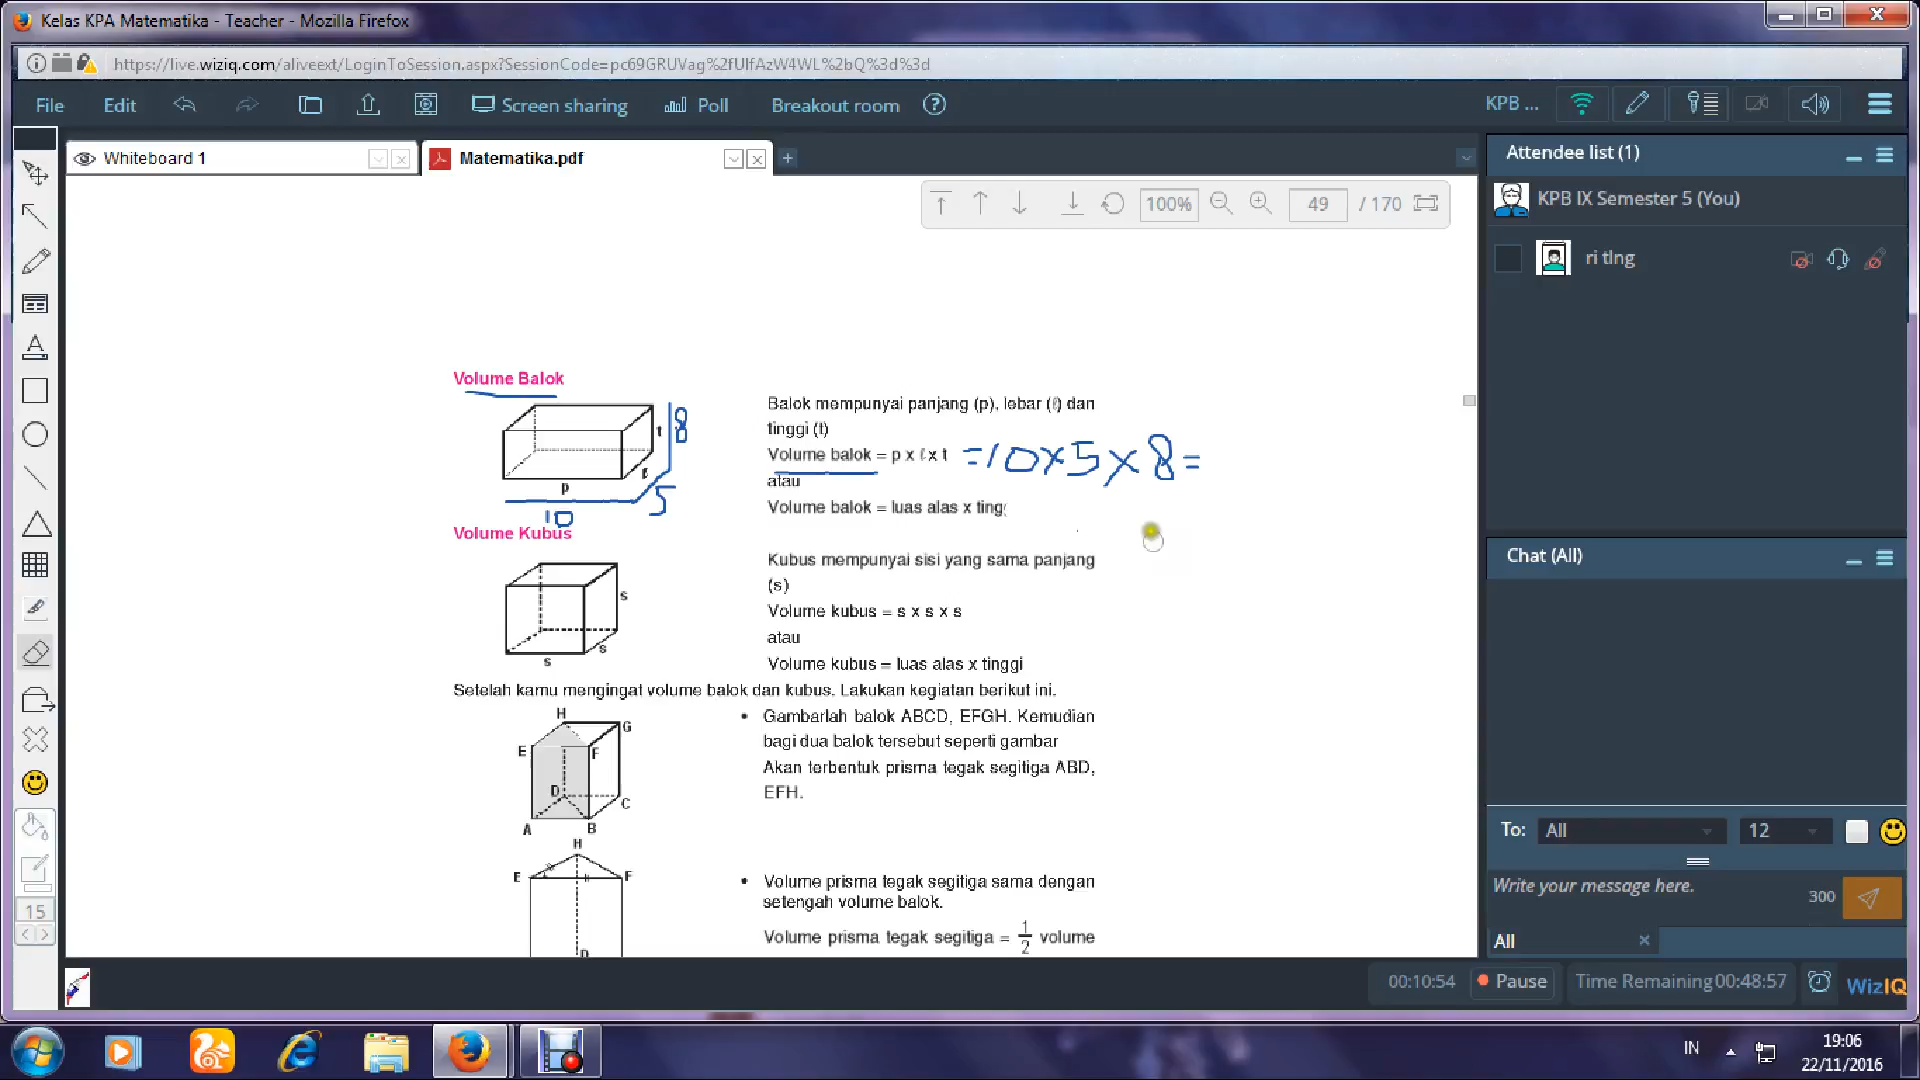 Kelas KPA Matematika - Teacher - Mozilla Firefox
https://live.wiziq.com/aliveext/LoginToSession.aspx?SessionCode=pc69GRUVag%2fUIfAzW4WL%2bQ%3d%3d
File Edit Screen sharing Poll Breakout room KPB ...
Whiteboard 1 Matematika.pdf
Attendee list (1)
100% 49 / 170
KPB IX Semester 5 (You)
ri tlng
Volume Balok
Balok mempunyai panjang (p), lebar (ℓ) dan
tinggi (t)
Volume balok = p x ℓ x t =10x5x8=
atau
Volume balok = luas alas x ting
t 8
ℓ
p
5
10
Volume Kubus
Kubus mempunyai sisi yang sama panjang
(s)
Volume kubus = s x s x s
atau
Volume kubus = luas alas x tinggi
s
s
s
Setelah kamu mengingat volume balok dan kubus. Lakukan kegiatan berikut ini.
H
G
E F
D
C
A B
• Gambarlah balok ABCD, EFGH. Kemudian
bagi dua balok tersebut seperti gambar
Akan terbentuk prisma tegak segitiga ABD,
EFH.
H
E F
D
• Volume prisma tegak segitiga sama dengan
setengah volume balok.
Volume prisma tegak segitiga = 1/2 volume
Chat (All)
To: All 12
Write your message here.
300
All
15
00:10:54 Pause Time Remaining 00:48:57 WizIQ
IN 19:06
22/11/2016